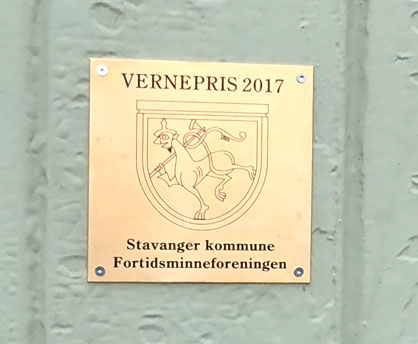 VERNEPRIS 2017
Stavanger kommune
Fortidsminneforeningen